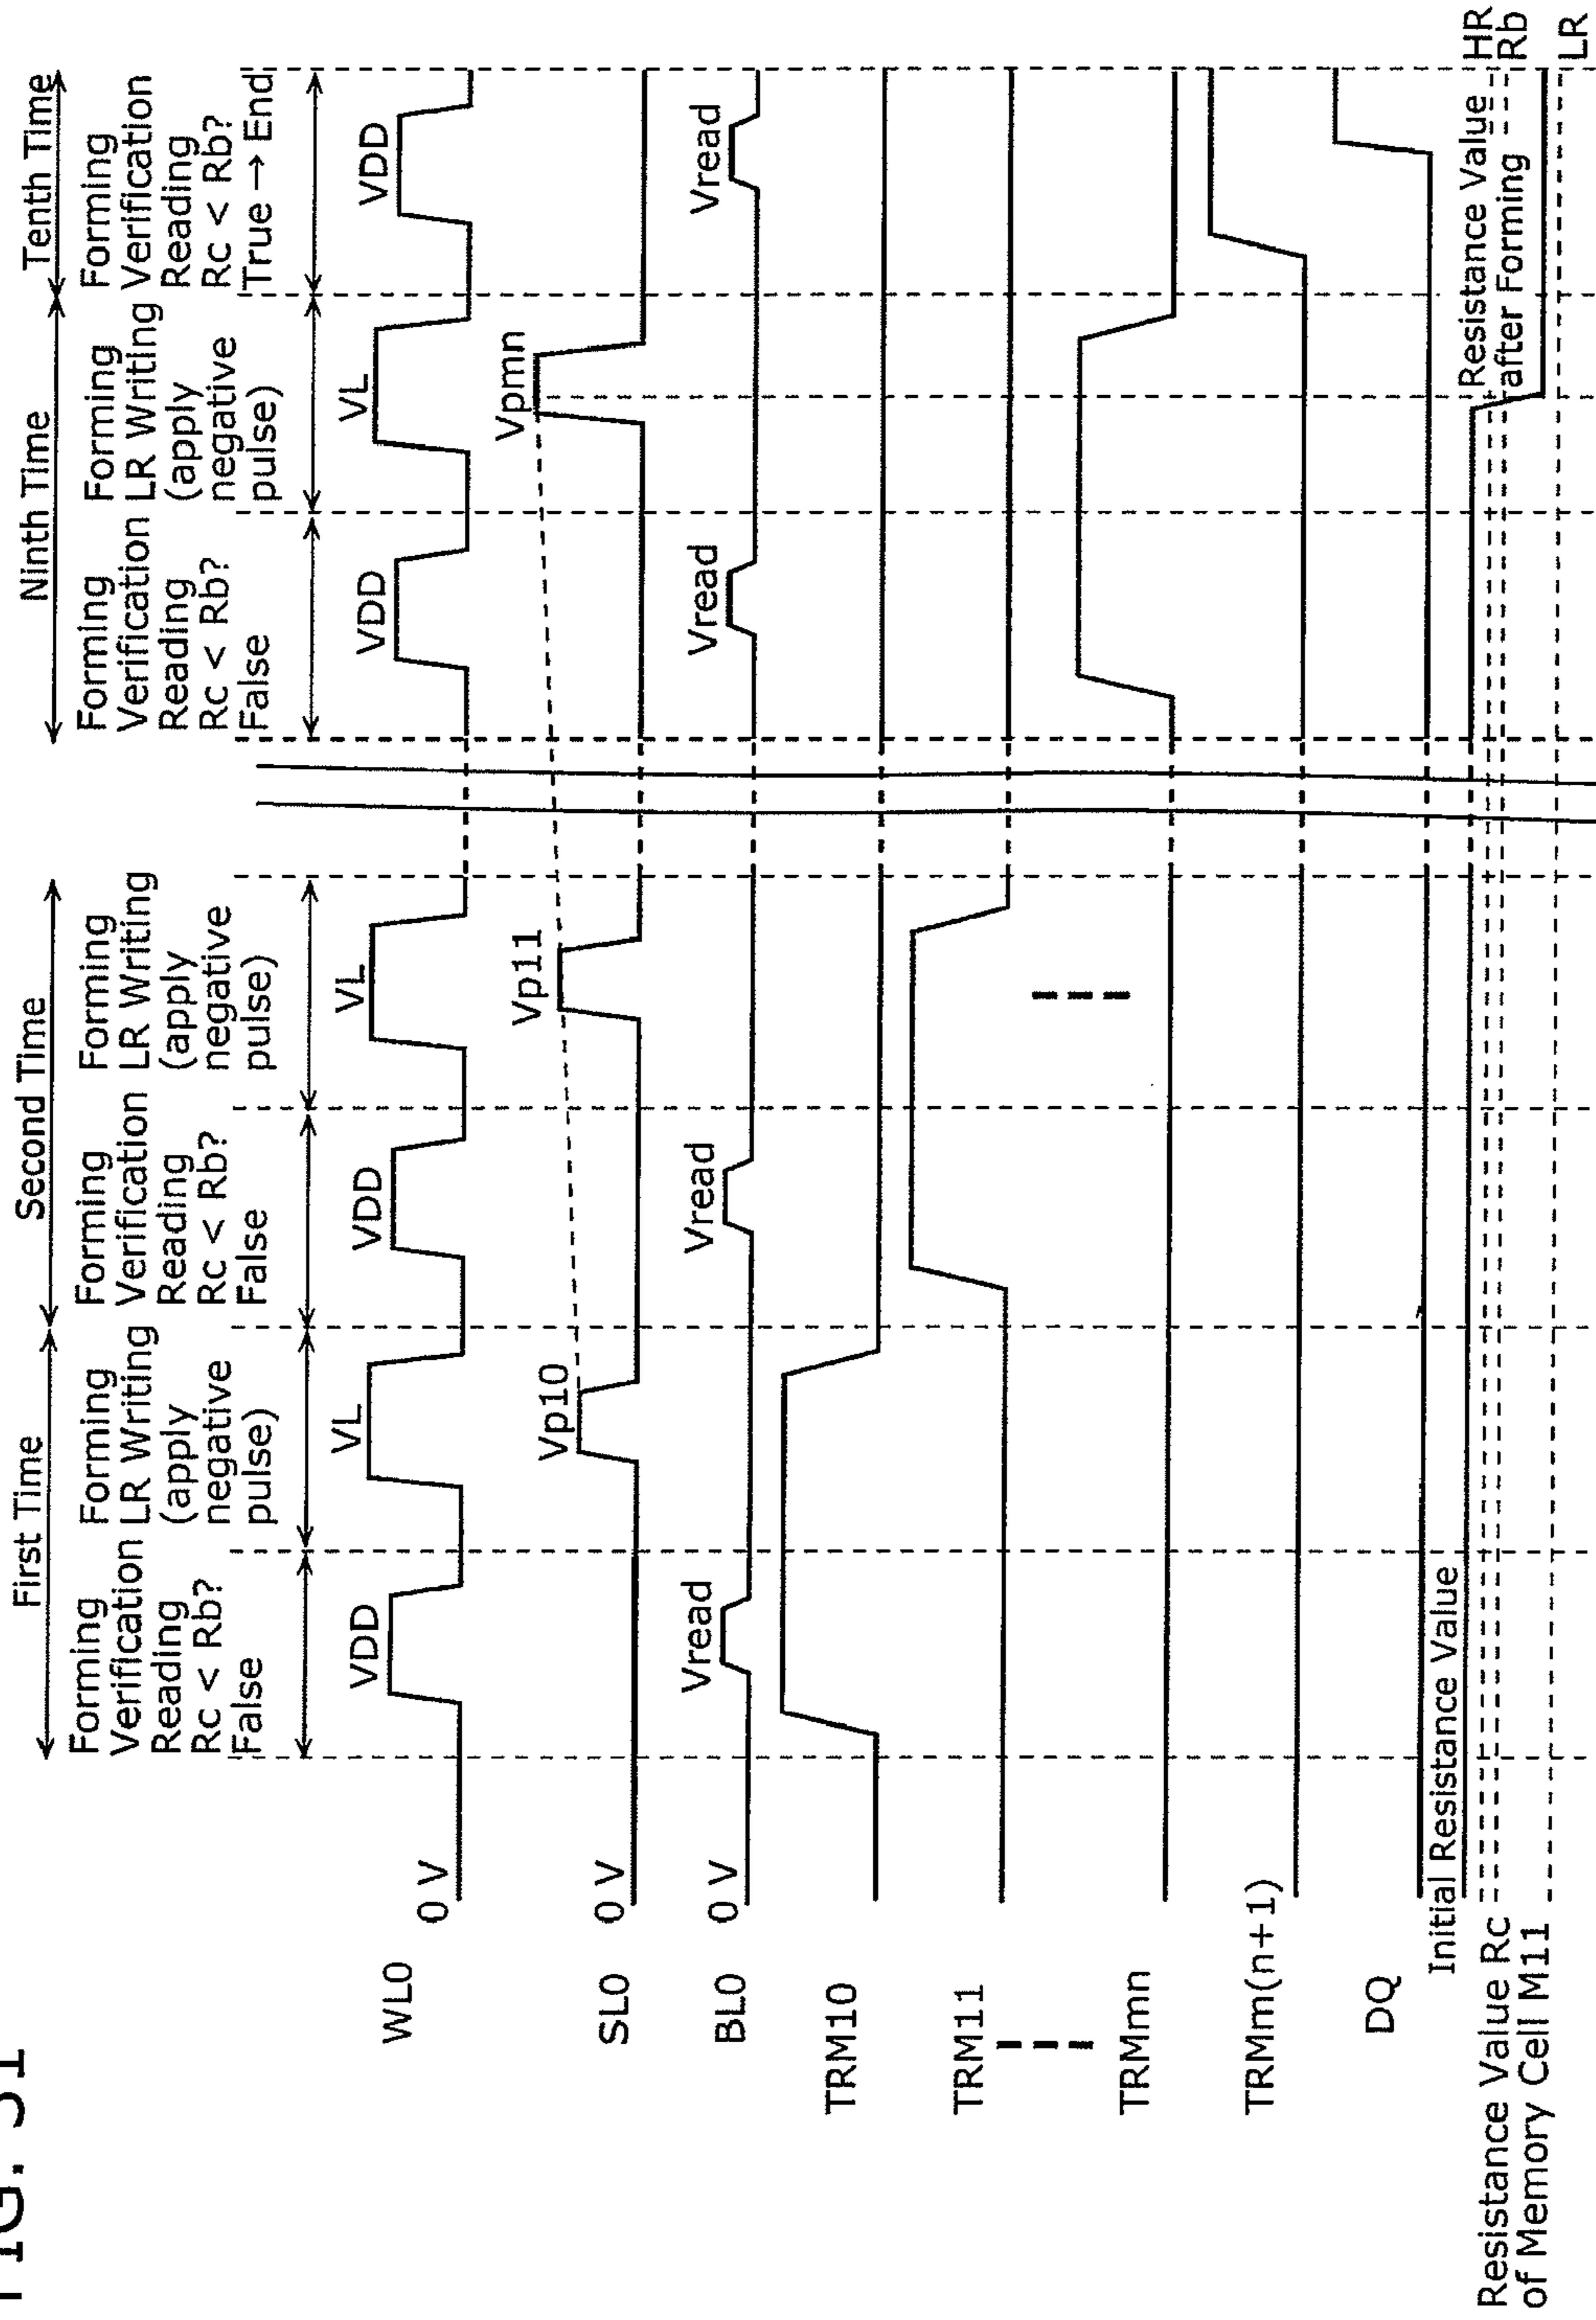 FIG. 31
First Time
Second Time
Ninth Time
Tenth Time
Forming
Verification
Reading
Rc < Rb?
False
Forming
LR Writing
(apply
negative
pulse)
Forming
Verification
Reading
Rc < Rb?
False
Forming
LR Writing
(apply
negative
pulse)
Forming
Verification
Reading
Rc < Rb?
False
Forming
LR Writing
(apply
negative
pulse)
Forming
Verification
Reading
Rc < Rb?
True → End
WL0
0 V
VDD
VL
VDD
VL
VDD
VL
VDD
SL0
0 V
Vp10
Vp11
Vpmn
BL0
0 V
Vread
Vread
Vread
Vread
TRM10
TRM11
TRMmn
TRMm(n+1)
DQ
Initial Resistance Value
Resistance Value
after Forming
HR
Rb
LR
Resistance Value Rc
of Memory Cell M11